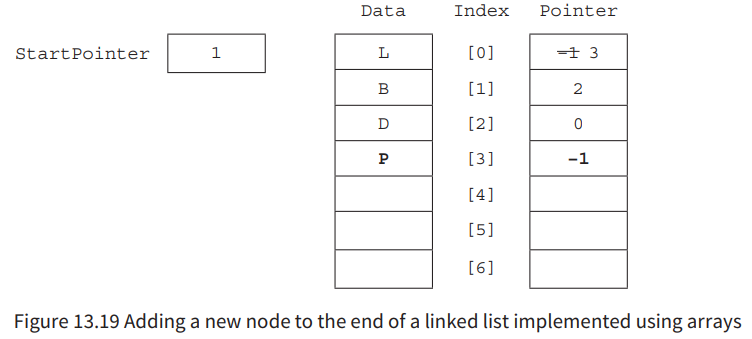 Data Index Pointer
StartPointer 1 L [0] -1 3
B [1] 2
D [2] 0
P [3] -1
[4]
[5]
[6]
Figure 13.19 Adding a new node to the end of a linked list implemented using arrays